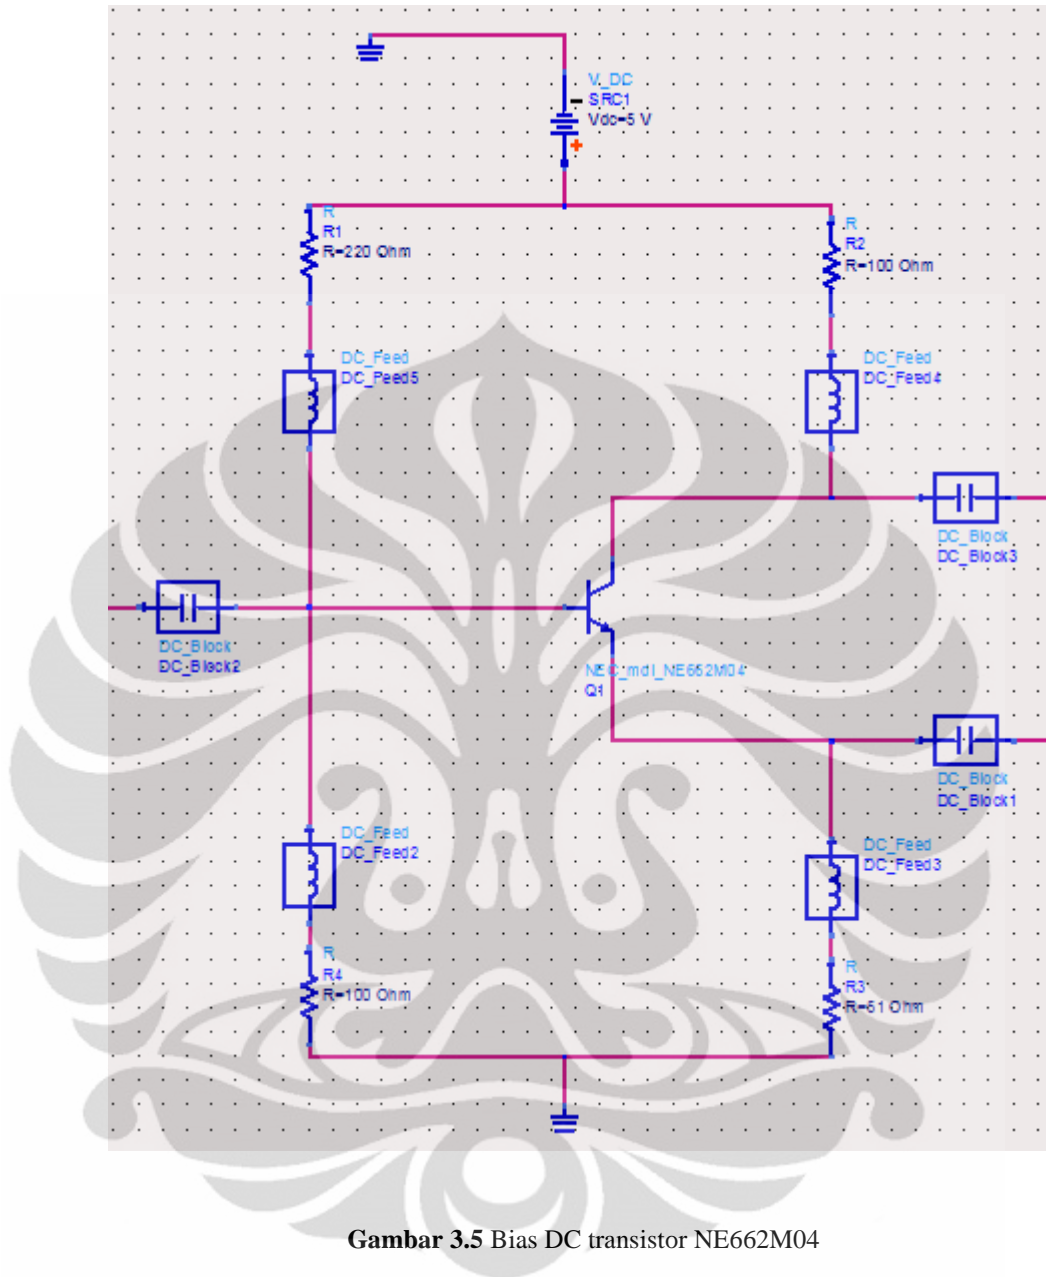 V_DC
SRC1
Vdc=5 V
R
R1
R=220 Ohm
R
R2
R=100 Ohm
DC_Feed
DC_Feed5
DC_Feed
DC_Feed4
DC_Block
DC_Block3
DC_Block
DC_Block2
NEC_mdl_NE662M04
Q1
DC_Block
DC_Block1
DC_Feed
DC_Feed2
DC_Feed
DC_Feed3
R
R4
R=100 Ohm
R
R3
R=51 Ohm
Gambar 3.5 Bias DC transistor NE662M04